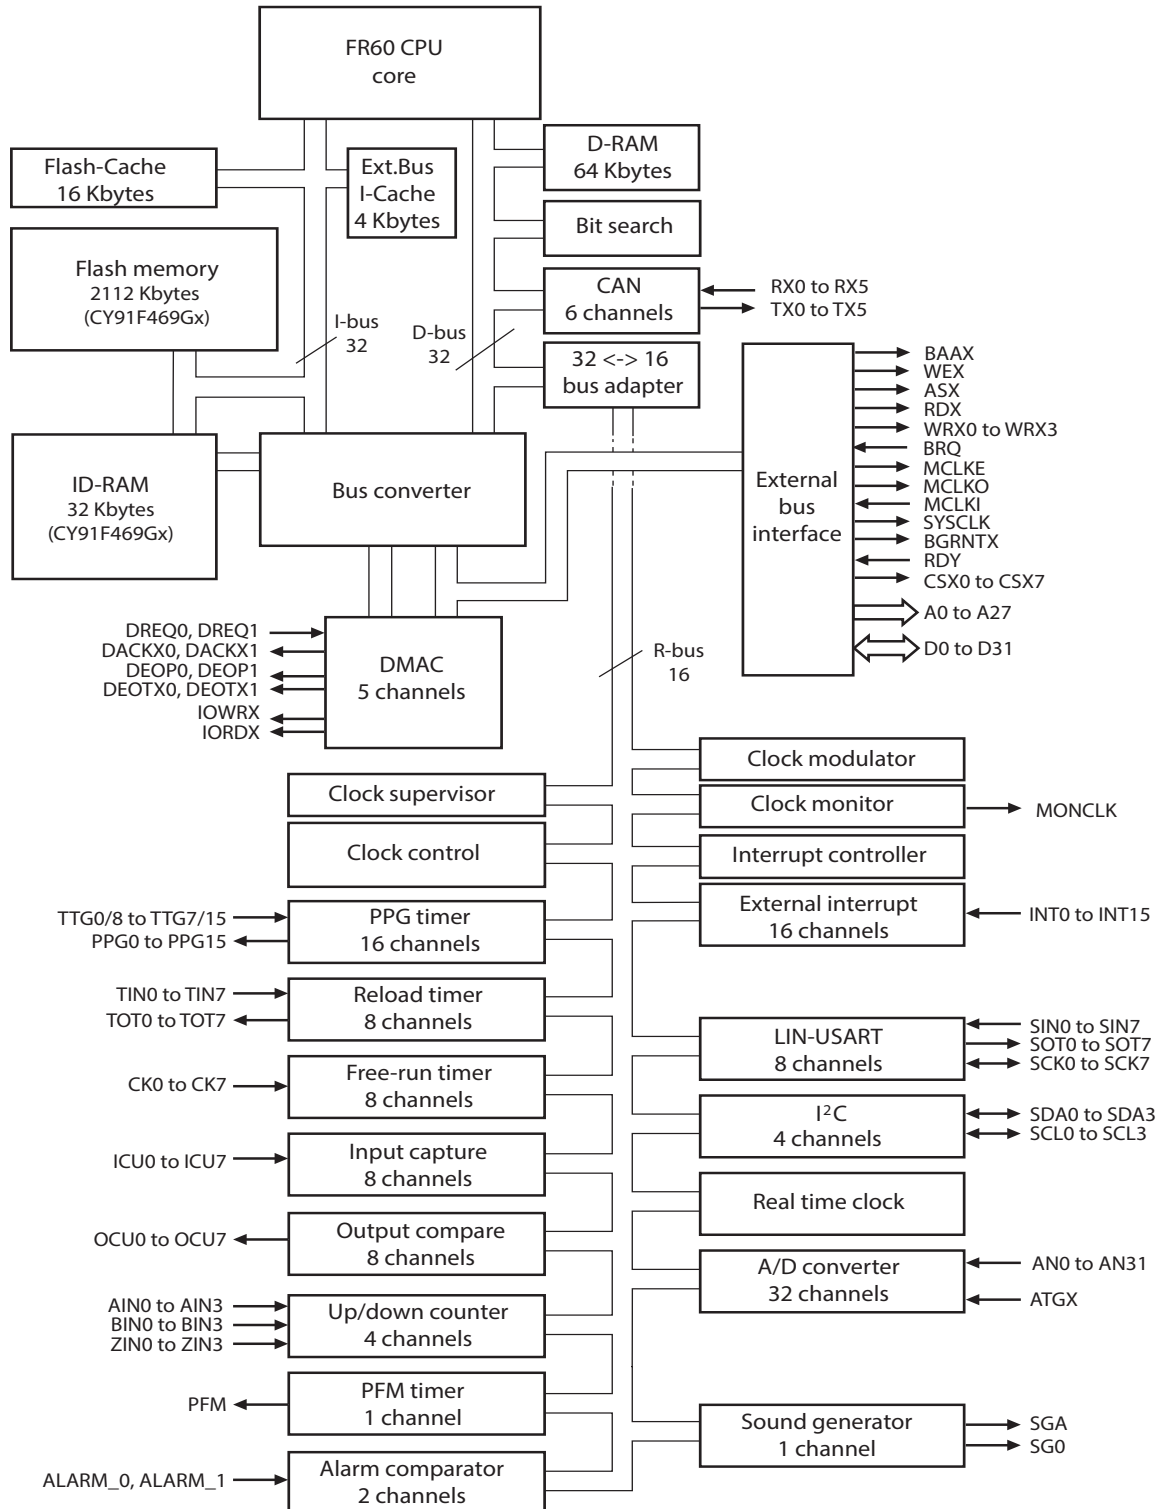 FR60 CPU
core
Flash-Cache
16 Kbytes
Ext.Bus
I-Cache
4 Kbytes
D-RAM
64 Kbytes
Bit search
Flash memory
2112 Kbytes
(CY91F469Gx)
CAN
6 channels
RX0 to RX5
TX0 to TX5
I-bus
32
D-bus
32
32 <-> 16
bus adapter
ID-RAM
32 Kbytes
(CY91F469Gx)
Bus converter
External
bus
interface
BAAX
WEX
ASX
RDX
WRX0 to WRX3
BRQ
MCLKE
MCLKO
MCLKI
SYSCLK
BGRNTX
RDY
CSX0 to CSX7
A0 to A27
D0 to D31
DREQ0, DREQ1
DACKX0, DACKX1
DEOP0, DEOP1
DEOTX0, DEOTX1
IOWRX
IORDX
DMAC
5 channels
R-bus
16
Clock modulator
Clock supervisor
Clock monitor
MONCLK
Clock control
Interrupt controller
TTG0/8 to TTG7/15
PPG0 to PPG15
PPG timer
16 channels
External interrupt
16 channels
INT0 to INT15
TIN0 to TIN7
TOT0 to TOT7
Reload timer
8 channels
LIN-USART
8 channels
SIN0 to SIN7
SOT0 to SOT7
SCK0 to SCK7
CK0 to CK7
Free-run timer
8 channels
I²C
4 channels
SDA0 to SDA3
SCL0 to SCL3
ICU0 to ICU7
Input capture
8 channels
Real time clock
OCU0 to OCU7
Output compare
8 channels
A/D converter
32 channels
AN0 to AN31
ATGX
AIN0 to AIN3
BIN0 to BIN3
ZIN0 to ZIN3
Up/down counter
4 channels
PFM
PFM timer
1 channel
Sound generator
1 channel
SGA
SG0
ALARM_0, ALARM_1
Alarm comparator
2 channels